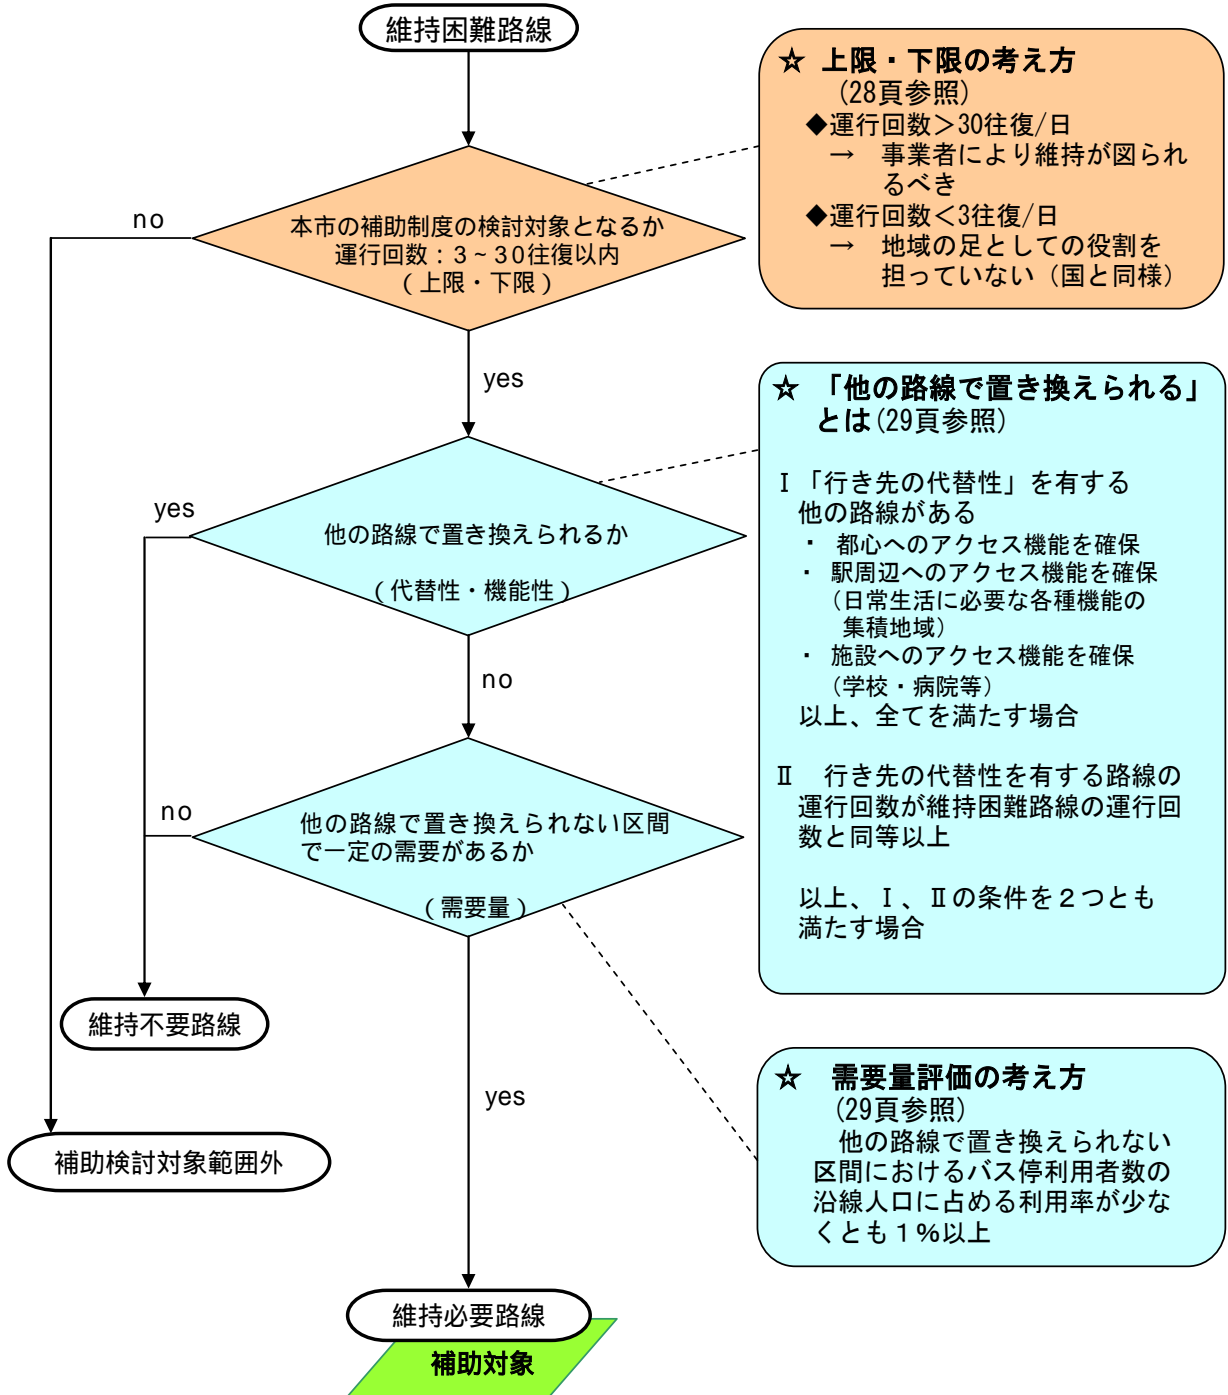 維持困難路線
☆ 上限・下限の考え方
(28頁参照)
◆運行回数＞30往復/日
→ 事業者により維持が図られ
るべき
◆運行回数＜3往復/日
→ 地域の足としての役割を
担っていない（国と同様）
no
本市の補助制度の検討対象となるか
運行回数：3～30往復以内
（上限・下限）
yes
☆ 「他の路線で置き換えられる」
とは(29頁参照)
Ⅰ「行き先の代替性」を有する
他の路線がある
・ 都心へのアクセス機能を確保
・ 駅周辺へのアクセス機能を確保
（日常生活に必要な各種機能の
集積地域）
・ 施設へのアクセス機能を確保
（学校・病院等）
以上、全てを満たす場合
Ⅱ 行き先の代替性を有する路線の
運行回数が維持困難路線の運行回
数と同等以上
以上、Ⅰ、Ⅱの条件を２つとも
満たす場合
yes
他の路線で置き換えられるか
（代替性・機能性）
no
no
他の路線で置き換えられない区間
で一定の需要があるか
（需要量）
維持不要路線
yes
☆ 需要量評価の考え方
(29頁参照)
他の路線で置き換えられない
区間におけるバス停利用者数の
沿線人口に占める利用率が少な
くとも１％以上
補助検討対象範囲外
維持必要路線
補助対象